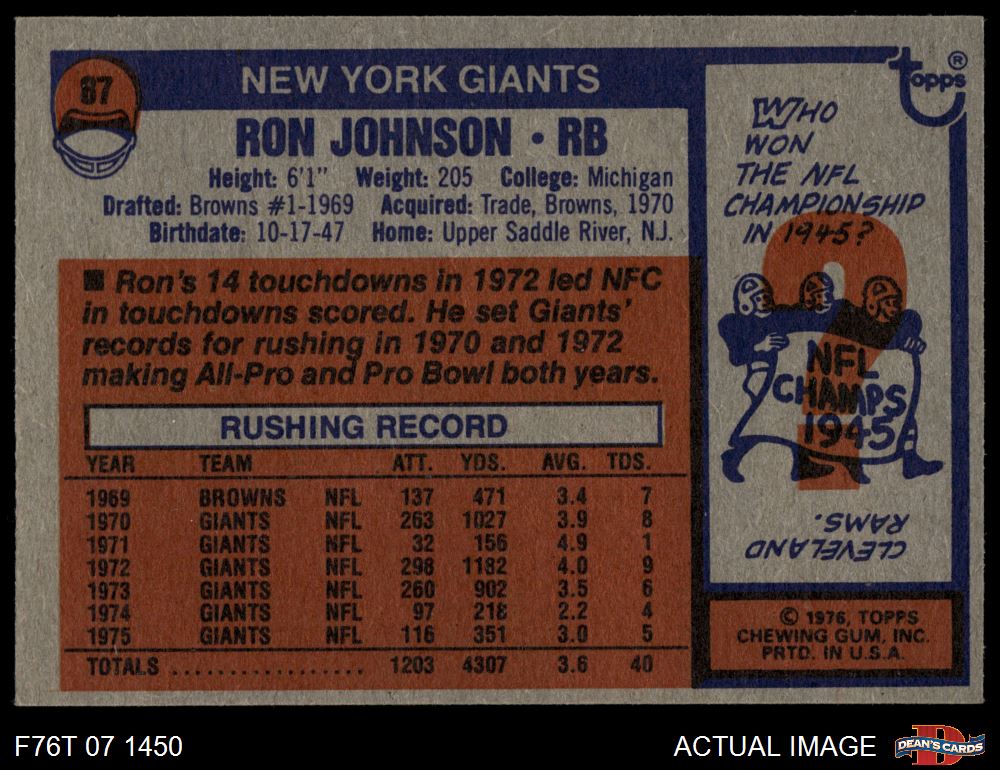 87
NEW YORK GIANTS
RON JOHNSON • RB
Height: 6'1" Weight: 205 College: Michigan
Drafted: Browns #1-1969 Acquired: Trade, Browns, 1970
Birthdate: 10-17-47 Home: Upper Saddle River, N.J.
■ Ron's 14 touchdowns in 1972 led NFC
in touchdowns scored. He set Giants'
records for rushing in 1970 and 1972
making All-Pro and Pro Bowl both years.
RUSHING RECORD
YEAR TEAM ATT. YDS. AVG. TDS.
1969 BROWNS NFL 137 471 3.4 7
1970 GIANTS NFL 263 1027 3.9 8
1971 GIANTS NFL 32 156 4.9 1
1972 GIANTS NFL 298 1182 4.0 9
1973 GIANTS NFL 260 902 3.5 6
1974 GIANTS NFL 97 218 2.2 4
1975 GIANTS NFL 116 351 3.0 5
TOTALS .................. 1203 4307 3.6 40
topps®
WHO
WON
THE NFL
CHAMPIONSHIP
IN 1945?
?
NFL
CHAMPS
1945
CLEVELAND
RAMS.
© 1976, TOPPS
CHEWING GUM, INC.
PRTD. IN U.S.A.
F76T 07 1450
ACTUAL IMAGE
D
DEAN'S CARDS